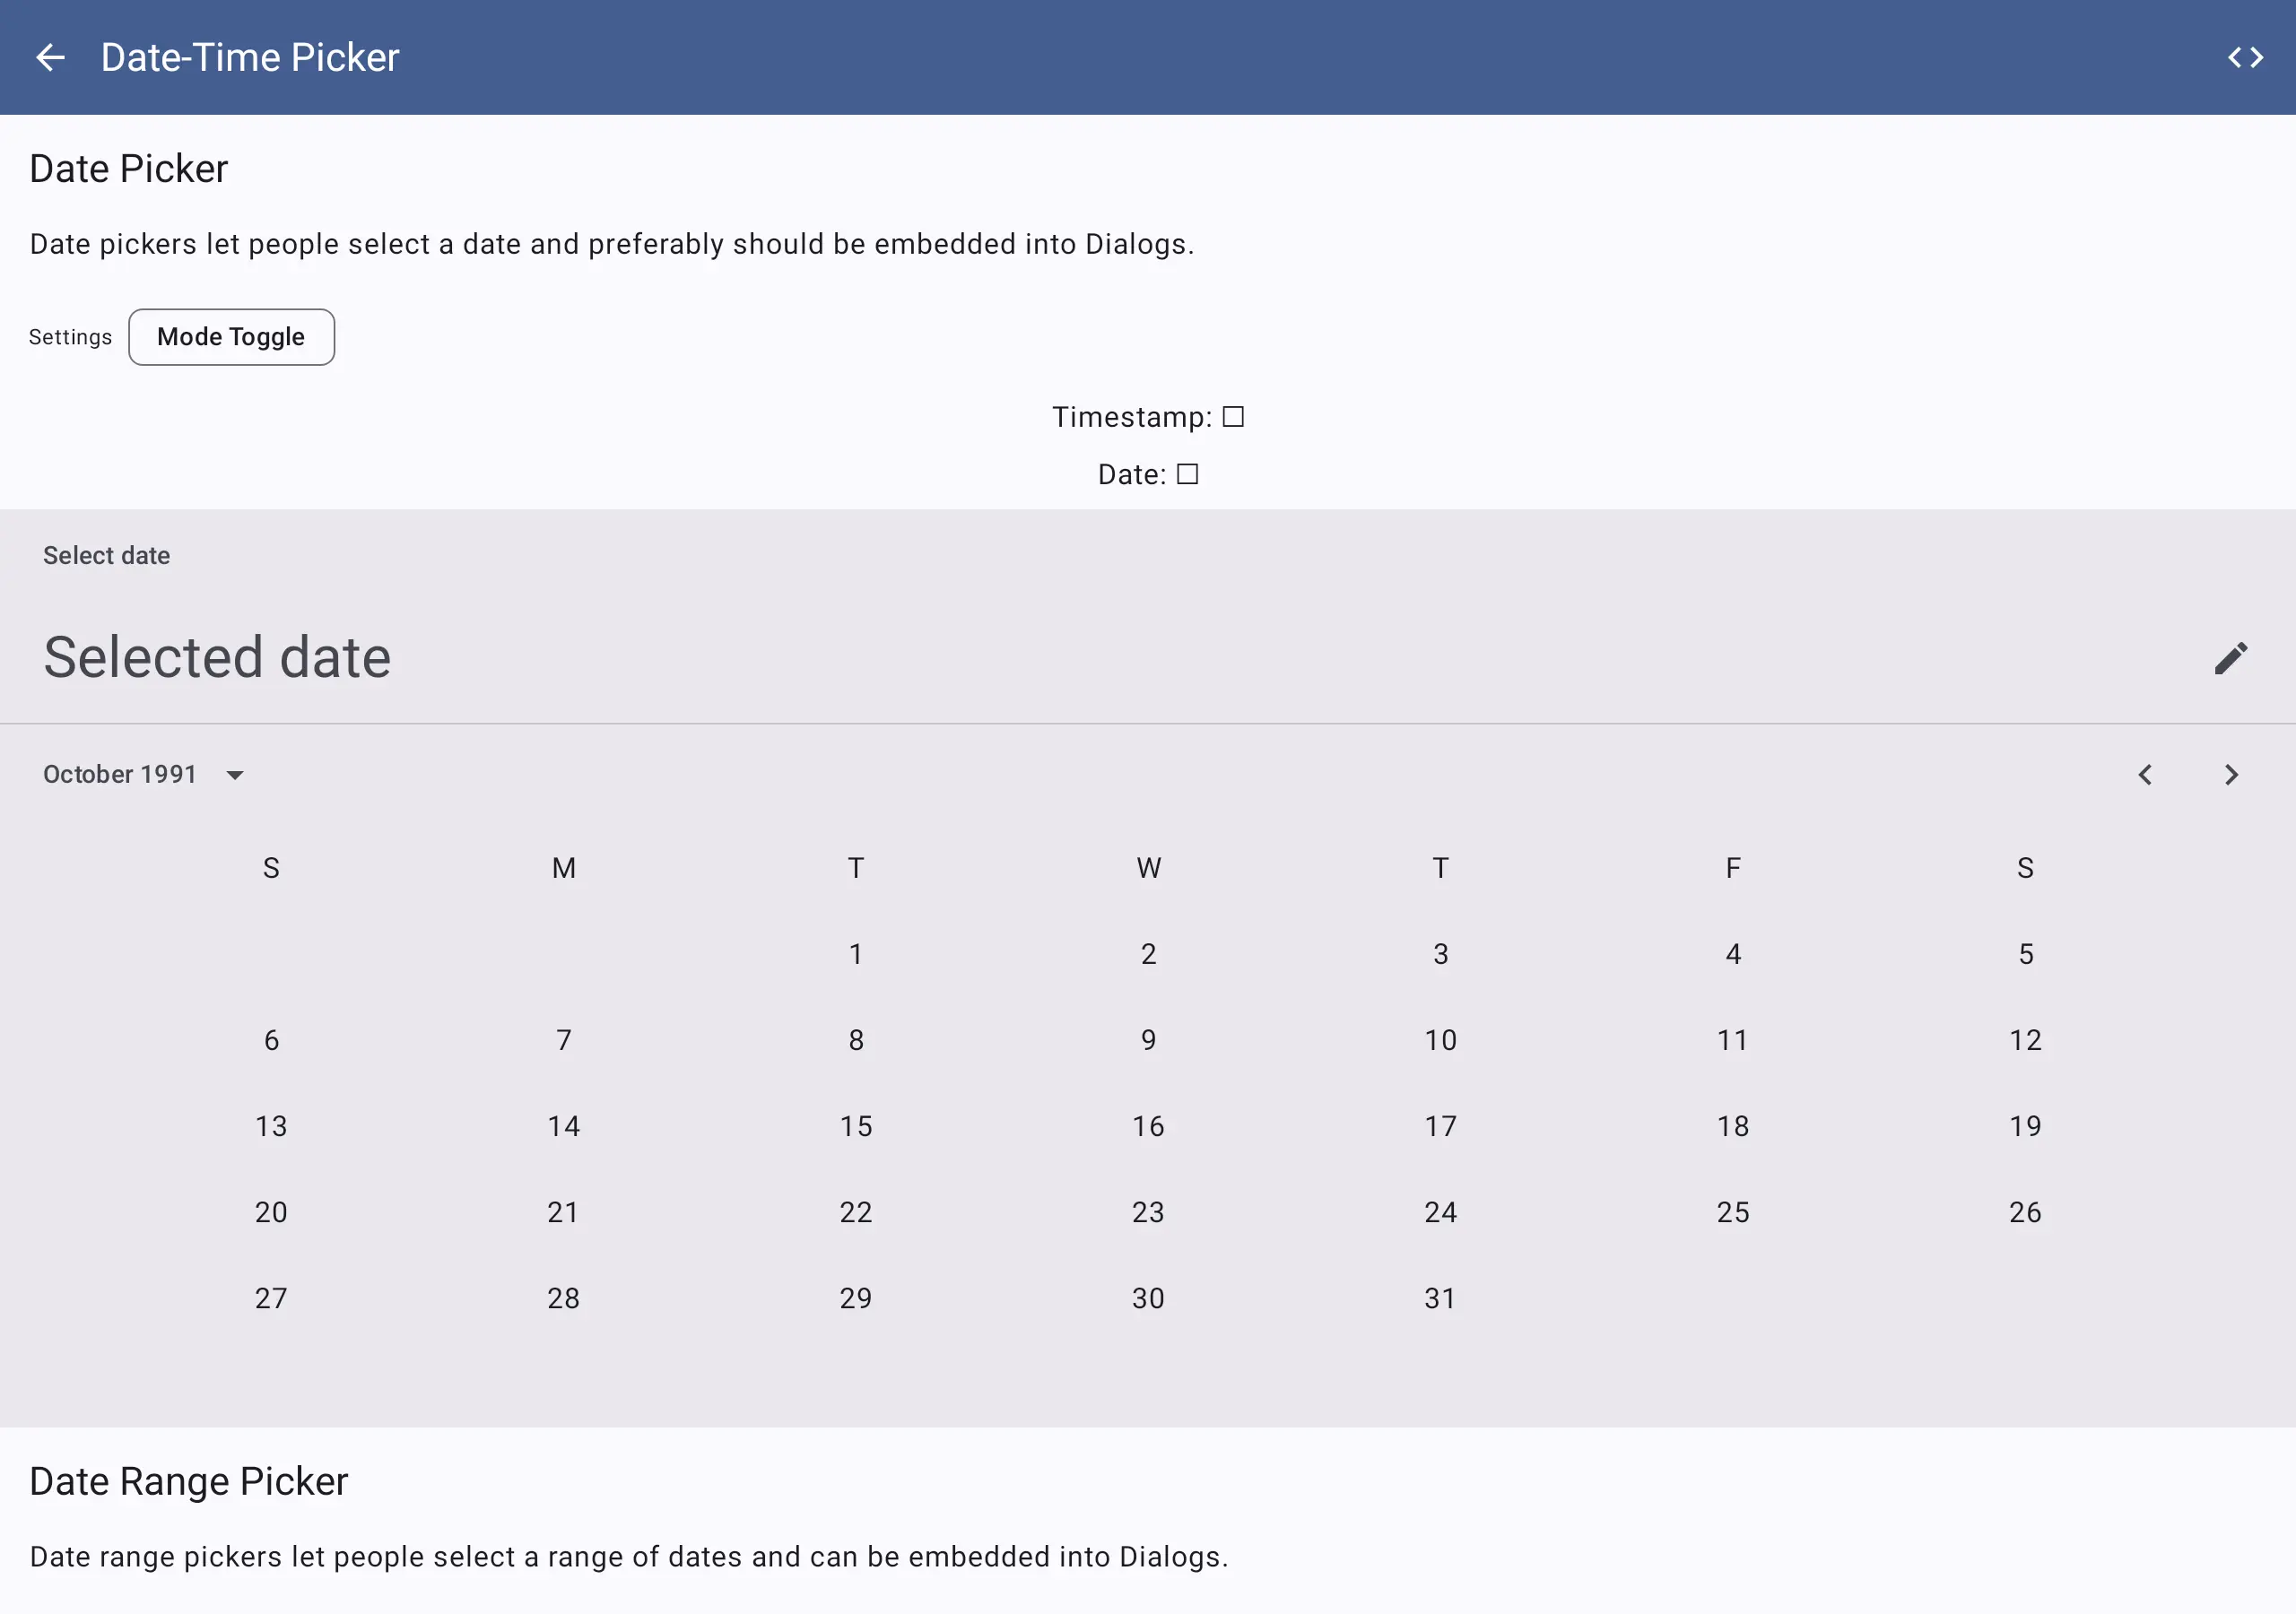 Date-Time Picker
Date Picker
Date pickers let people select a date and preferably should be embedded into Dialogs.
Settings Mode Toggle
Timestamp: □
Date: □
Select date
Selected date
October 1991
S M T W T F S
1 2 3 4 5
6 7 8 9 10 11 12
13 14 15 16 17 18 19
20 21 22 23 24 25 26
27 28 29 30 31
Date Range Picker
Date range pickers let people select a range of dates and can be embedded into Dialogs.